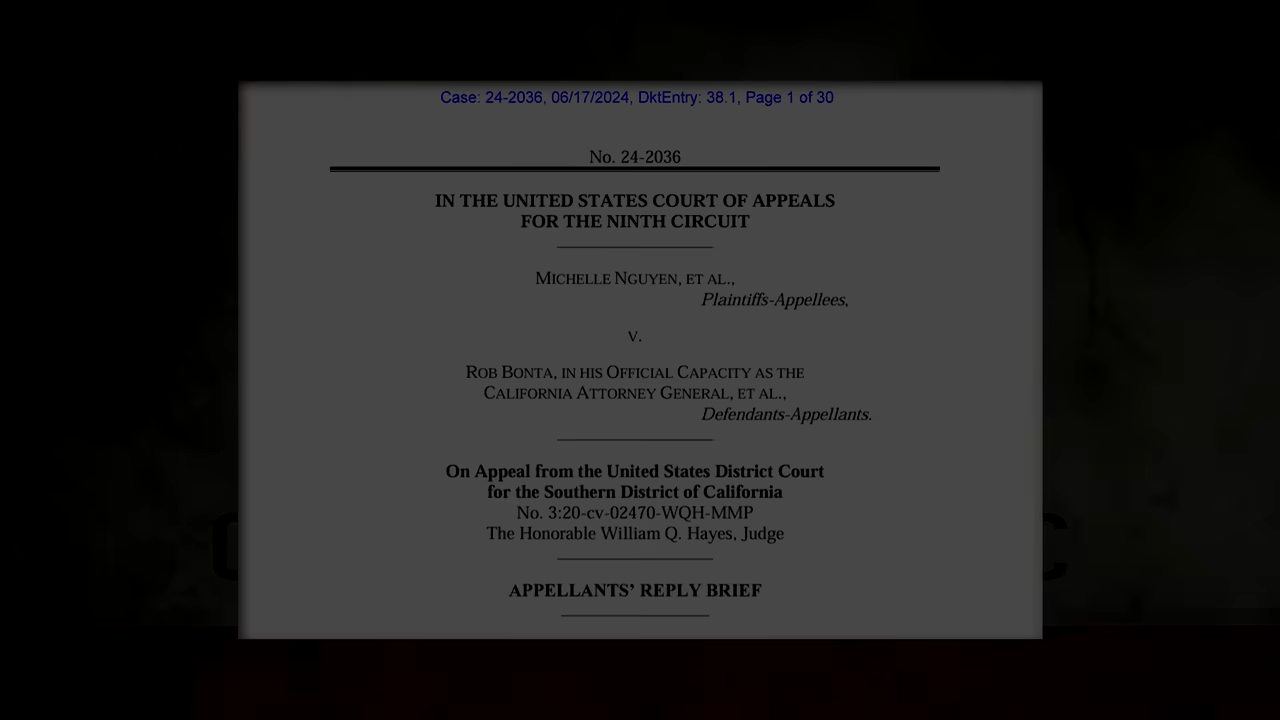 Case: 24-2036, 06/17/2024, DktEntry: 38.1, Page 1 of 30
No. 24-2036
IN THE UNITED STATES COURT OF APPEALS
FOR THE NINTH CIRCUIT
MICHELLE NGUYEN, ET AL.,
Plaintiffs-Appellees,
V.
ROB BONTA, IN HIS OFFICIAL CAPACITY AS THE
CALIFORNIA ATTORNEY GENERAL, ET AL.,
Defendants-Appellants.
On Appeal from the United States District Court
for the Southern District of California
No. 3:20-cv-02470-WQH-MMP
The Honorable William Q. Hayes, Judge
APPELLANTS’ REPLY BRIEF